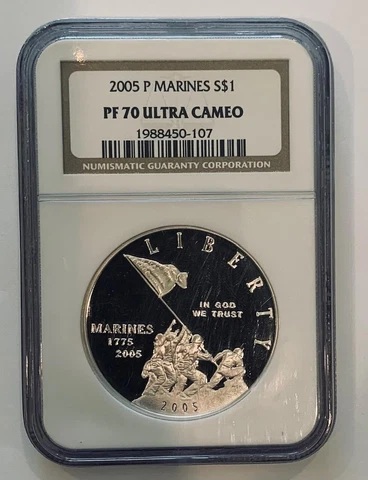 2005 P MARINES S$1
PF 70 ULTRA CAMEO
1988450-107
NUMISMATIC GUARANTY CORPORATION
LIBERTY
IN GOD
WE TRUST
MARINES
1775
2005
2005